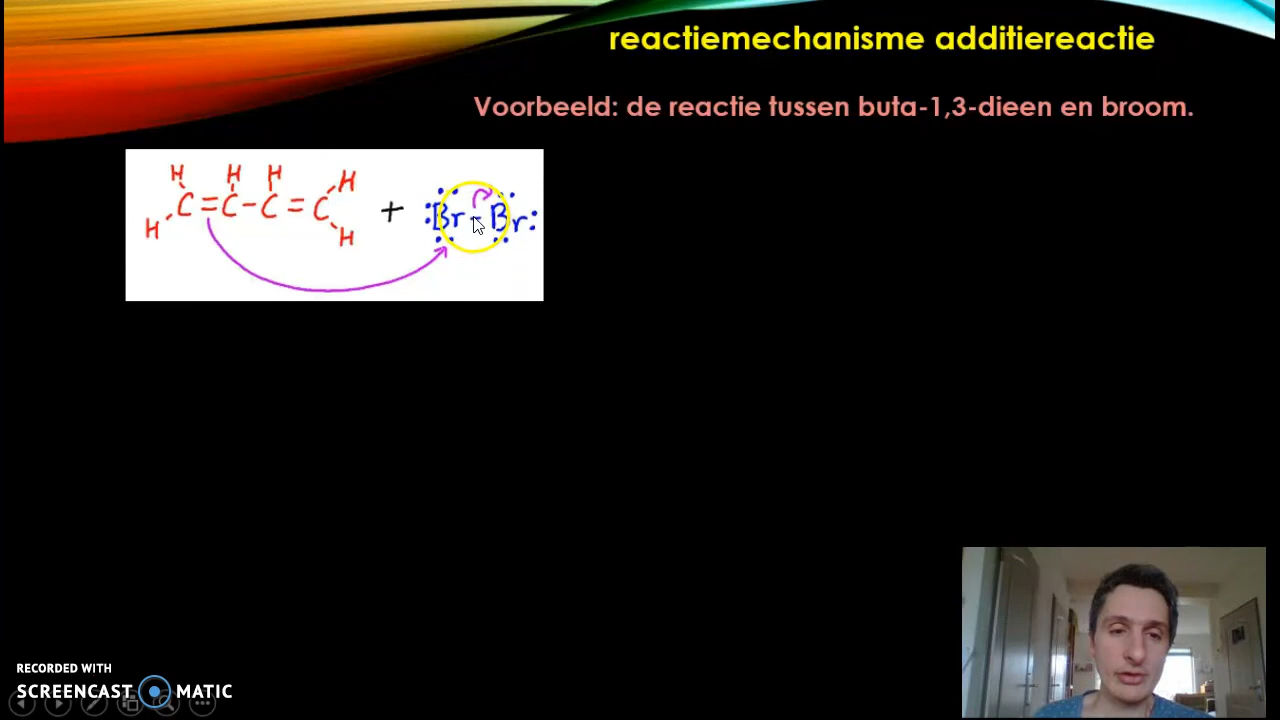 reactiemechanisme additiereactie
Voorbeeld: de reactie tussen buta-1,3-dieen en broom.
H H H H
C=C-C=C + :Br-Br:
H H
RECORDED WITH
SCREENCAST MATIC